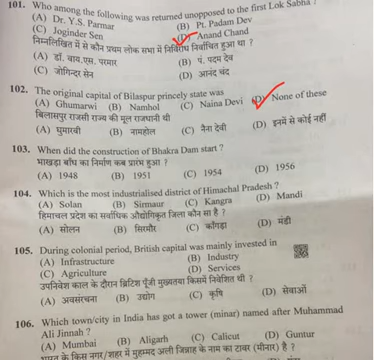 101. Who among the following was returned unopposed to the first Lok Sabha ?
(A) Dr. Y.S. Parmar (B) Pt. Padam Dev
(C) Joginder Sen (D) Anand Chand
निम्नलिखित में से कौन प्रथम लोक सभा में निर्विरोध निर्वाचित हुआ था ?
(A) डॉ. वाय.एस. परमार (B) पं. पदम देव
(C) जोगिन्दर सेन (D) आनंद चंद
102. The original capital of Bilaspur princely state was
(A) Ghumarwi (B) Namhol (C) Naina Devi (D) None of these
बिलासपुर राजसी राज्य की मूल राजधानी थी
(A) घुमारवी (B) नामहोल (C) नैना देवी (D) इनमें से कोई नहीं
103. When did the construction of Bhakra Dam start ?
भाखड़ा बाँध का निर्माण कब प्रारंभ हुआ ?
(A) 1948 (B) 1951 (C) 1954 (D) 1956
104. Which is the most industrialised district of Himachal Pradesh ?
(A) Solan (B) Sirmaur (C) Kangra (D) Mandi
हिमाचल प्रदेश का सर्वाधिक औद्योगिकृत जिला कौन सा है ?
(A) सोलन (B) सिरमौर (C) काँगड़ा (D) मंडी
105. During colonial period, British capital was mainly invested in
(A) Infrastructure (B) Industry
(C) Agriculture (D) Services
उपनिवेश काल के दौरान ब्रिटिश पूँजी मुख्यतया किसमें निवेशित थी ?
(A) अवसंरचना (B) उद्योग (C) कृषि (D) सेवाओं
106. Which town/city in India has got a tower (minar) named after Muhammad
Ali Jinnah ?
(A) Mumbai (B) Aligarh (C) Calicut (D) Guntur
भारत के किस नगर/शहर में मुहम्मद अली जिन्नाह के नाम का टावर (मीनार) है ?